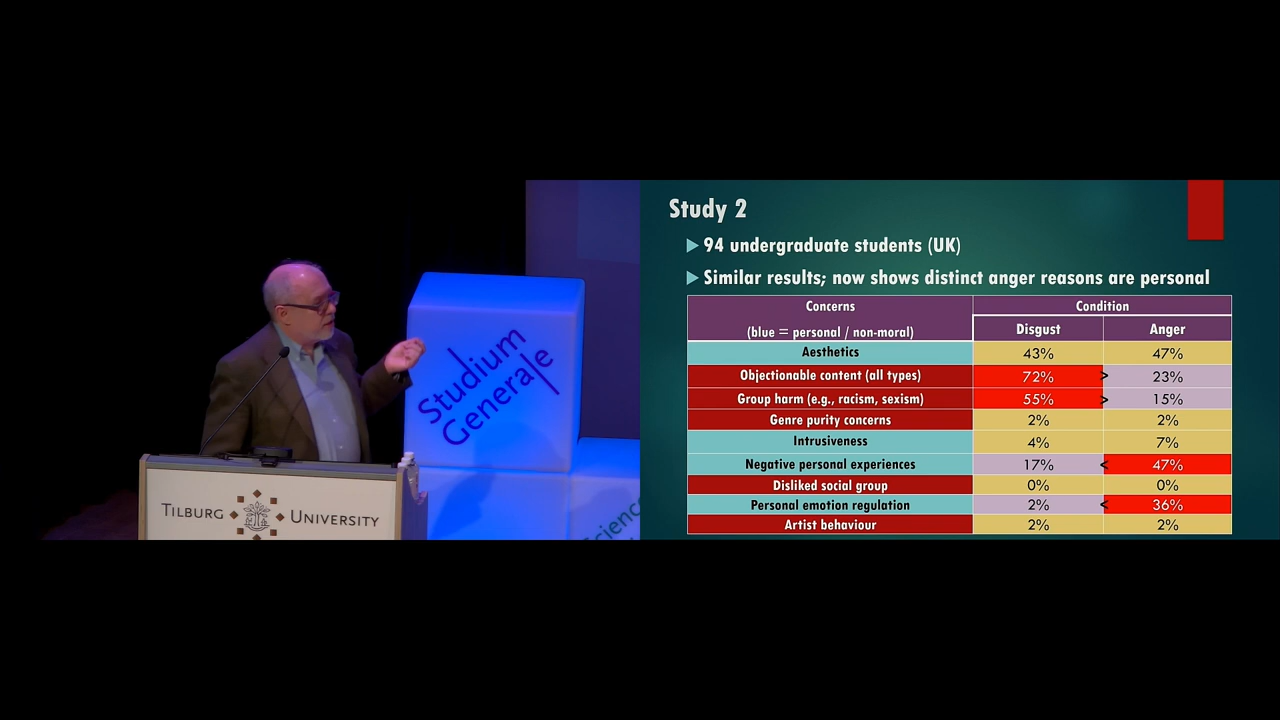 Studium
Generale
TILBURG UNIVERSITY
Science
Study 2
94 undergraduate students (UK)
Similar results; now shows distinct anger reasons are personal
Concerns
(blue = personal / non-moral)
Condition
Disgust Anger
Aesthetics 43% 47%
Objectionable content (all types) 72% > 23%
Group harm (e.g., racism, sexism) 55% > 15%
Genre purity concerns 2% 2%
Intrusiveness 4% 7%
Negative personal experiences 17% < 47%
Disliked social group 0% 0%
Personal emotion regulation 2% < 36%
Artist behaviour 2% 2%